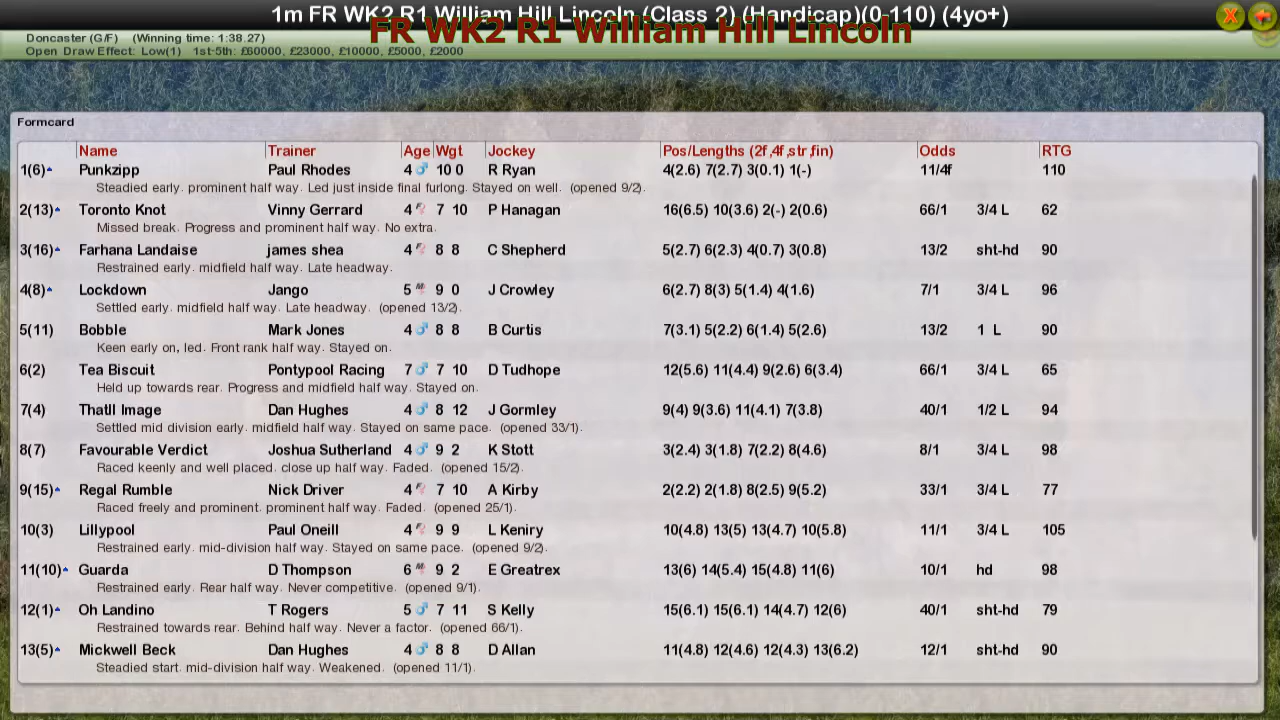 1m FR WK2 R1 William Hill Lincoln (Class 2) (Handicap)(0-110) (4yo+)
FR WK2 R1 William Hill Lincoln
Doncaster (G/F) (Winning time: 1:38.27)
Open Draw Effect: Low(1) 1st-5th: £60000, £23000, £10000, £5000, £2000
Formcard
Name Trainer Age Wgt Jockey Pos/Lengths (2f,4f,str,fin) Odds RTG
1(6) Punkzipp Paul Rhodes 4 10 0 R Ryan 4(2.6) 7(2.7) 3(0.1) 1(-) 11/4f 110
Steadied early. prominent half way. Led just inside final furlong. Stayed on well. (opened 9/2).
2(13) Toronto Knot Vinny Gerrard 4 7 10 P Hanagan 16(6.5) 10(3.6) 2(-) 2(0.6) 66/1 3/4 L 62
Missed break. Progress and prominent half way. No extra.
3(16) Farhana Landaise james shea 4 8 8 C Shepherd 5(2.7) 6(2.3) 4(0.7) 3(0.8) 13/2 sht-hd 90
Restrained early. midfield half way. Late headway.
4(8) Lockdown Jango 5 9 0 J Crowley 6(2.7) 8(3) 5(1.4) 4(1.6) 7/1 3/4 L 96
Settled early. midfield half way. Late headway. (opened 13/2).
5(11) Bobble Mark Jones 4 8 8 B Curtis 7(3.1) 5(2.2) 6(1.4) 5(2.6) 13/2 1 L 90
Keen early on, led. Front rank half way. Stayed on.
6(2) Tea Biscuit Pontypool Racing 7 7 10 D Tudhope 12(5.6) 11(4.4) 9(2.6) 6(3.4) 66/1 3/4 L 65
Held up towards rear. Progress and midfield half way. Stayed on.
7(4) Thatll Image Dan Hughes 4 8 12 J Gormley 9(4) 9(3.6) 11(4.1) 7(3.8) 40/1 1/2 L 94
Settled mid division early. midfield half way. Stayed on same pace. (opened 33/1).
8(7) Favourable Verdict Joshua Sutherland 4 9 2 K Stott 3(2.4) 3(1.8) 7(2.2) 8(4.6) 8/1 3/4 L 98
Raced keenly and well placed. close up half way. Faded. (opened 15/2).
9(15) Regal Rumble Nick Driver 4 7 10 A Kirby 2(2.2) 2(1.8) 8(2.5) 9(5.2) 33/1 3/4 L 77
Raced freely and prominent. prominent half way. Faded. (opened 25/1).
10(3) Lillypool Paul Oneill 4 9 9 L Keniry 10(4.8) 13(5) 13(4.7) 10(5.8) 11/1 3/4 L 105
Restrained early. mid-division half way. Stayed on same pace. (opened 9/2).
11(10) Guarda D Thompson 6 9 2 E Greatrex 13(6) 14(5.4) 15(4.8) 11(6) 10/1 hd 98
Restrained early. Rear half way. Never competitive. (opened 9/1).
12(1) Oh Landino T Rogers 5 7 11 S Kelly 15(6.1) 15(6.1) 14(4.7) 12(6) 40/1 sht-hd 79
Restrained towards rear. Behind half way. Never a factor. (opened 66/1).
13(5) Mickwell Beck Dan Hughes 4 8 8 D Allan 11(4.8) 12(4.6) 12(4.3) 13(6.2) 12/1 sht-hd 90
Steadied start. mid-division half way. Weakened. (opened 11/1).